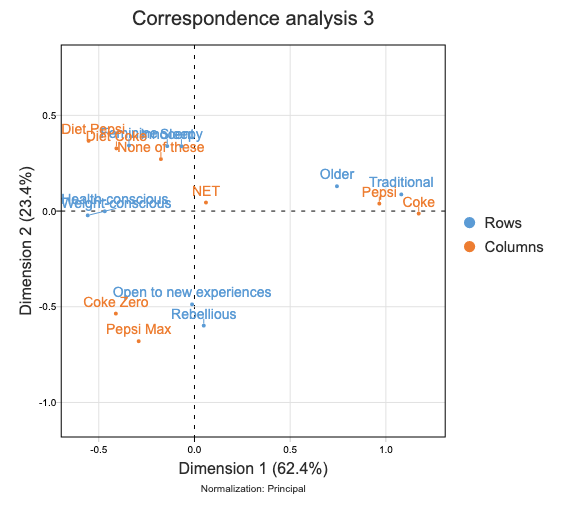 Correspondence analysis 3
Dimension 2 (23.4%)
0.5
0.0
-0.5
-1.0
Diet Pepsi
Feminine
Innocent
Sleepy
Diet Coke
None of these
Older
Traditional
NET
Pepsi
Health-conscious
Coke
Weight-conscious
Open to new experiences
Coke Zero
Rebellious
Pepsi Max
-0.5
0.0
0.5
1.0
Dimension 1 (62.4%)
Normalization: Principal
Rows
Columns